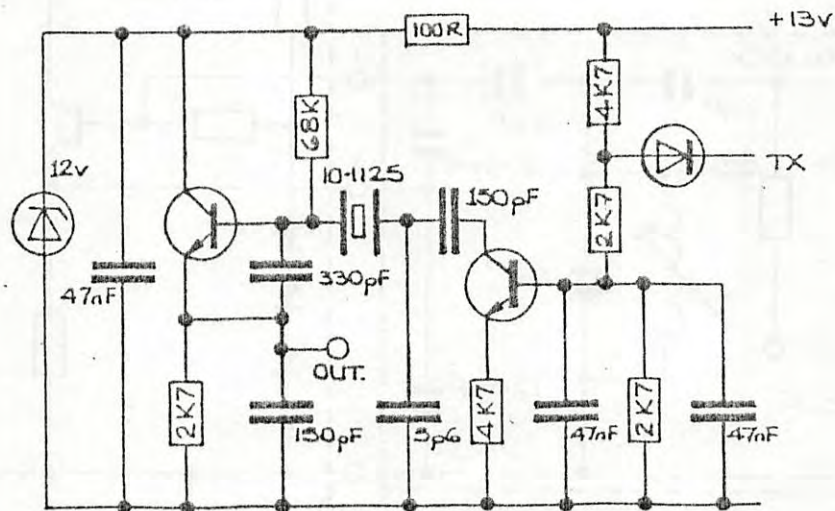 +13v
100R
4K7
68K
12v
10-1125
150pF
TX
2K7
330pF
47nF
OUT.
2K7
150pF
5p6
4K7
47nF
2K7
47nF